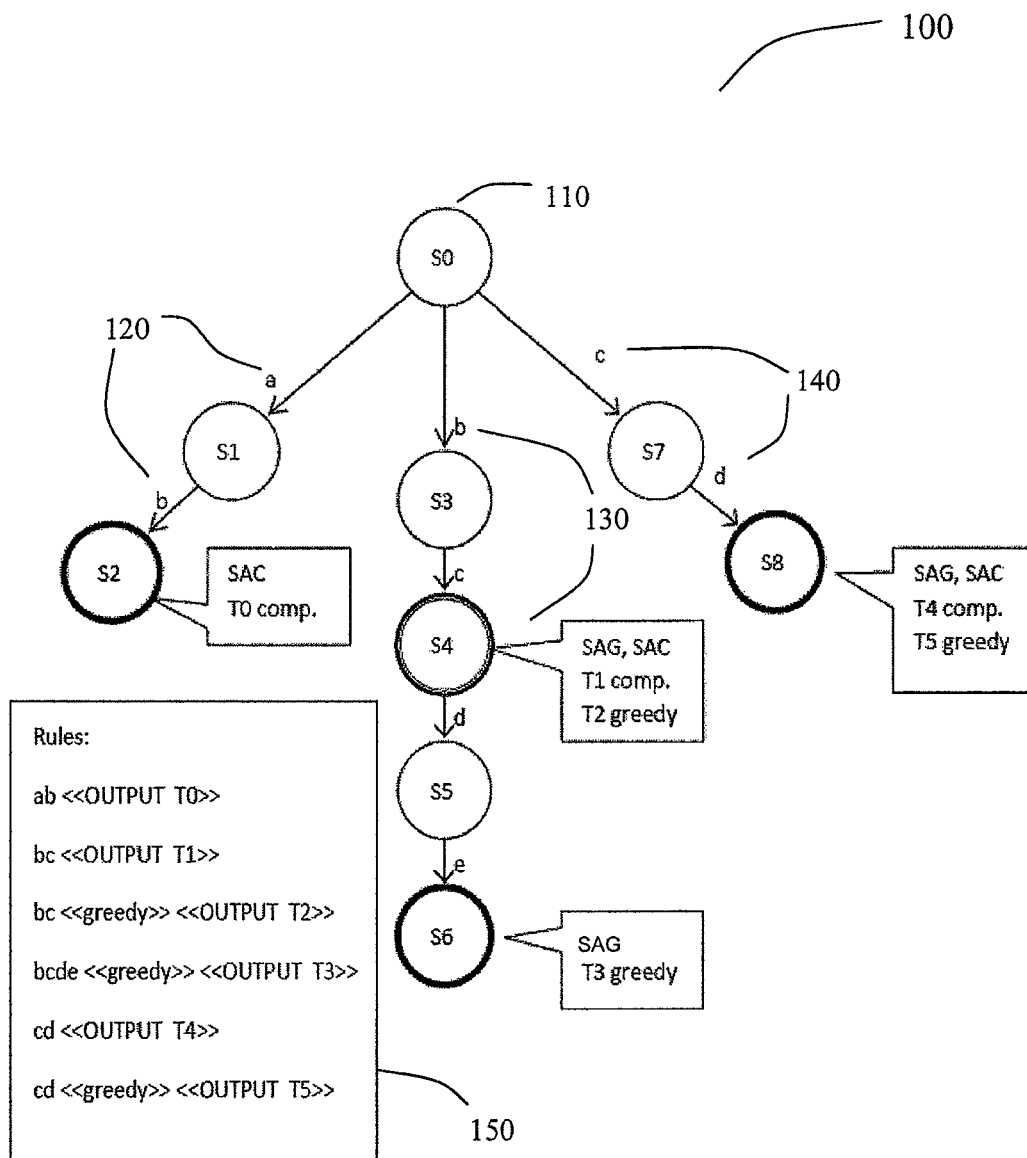 100
110
S0
120
a
c
140
S1
b
S7
b
S3
130
d
S2
SAC
T0 comp.
c
S8
SAG, SAC
T4 comp.
T5 greedy
S4
SAG, SAC
T1 comp.
T2 greedy
d
S5
e
S6
SAG
T3 greedy
Rules:
ab <<OUTPUT T0>>
bc <<OUTPUT T1>>
bc <<greedy>> <<OUTPUT T2>>
bcde <<greedy>> <<OUTPUT T3>>
cd <<OUTPUT T4>>
cd <<greedy>> <<OUTPUT T5>>
150